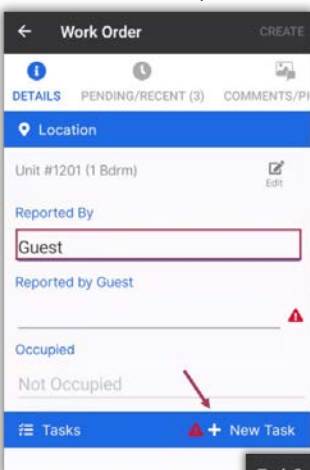 Work Order CREATE
DETAILS PENDING/RECENT (3) COMMENTS/PI
Location
Unit #1201 (1 Bdrm)
Edit
Reported By
Guest
Reported by Guest
Occupied
Not Occupied
Tasks + New Task